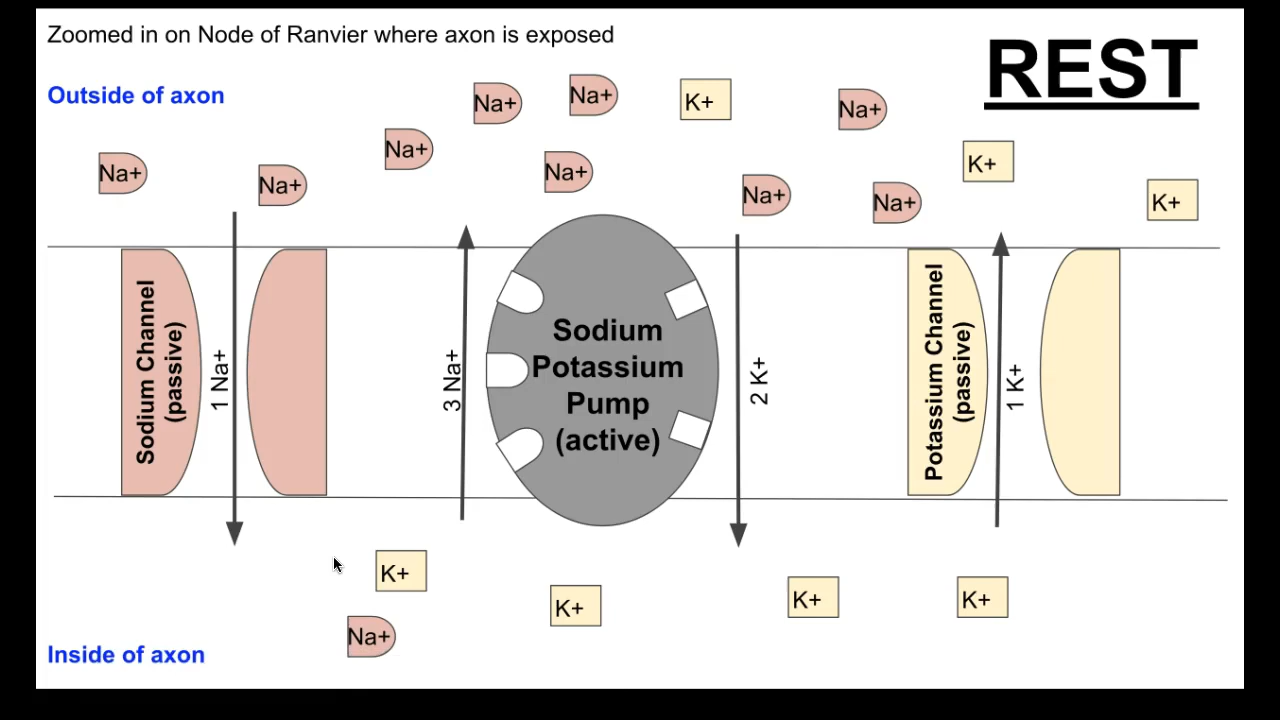 Zoomed in on Node of Ranvier where axon is exposed
REST
Outside of axon
Na+
Na+
K+
Na+
Na+
K+
Na+
Na+
Na+
Na+
Na+
K+
Sodium Channel
(passive)
1 Na+
3 Na+
Sodium
Potassium
Pump
(active)
2 K+
Potassium Channel
(passive)
1 K+
K+
K+
K+
K+
Na+
Inside of axon